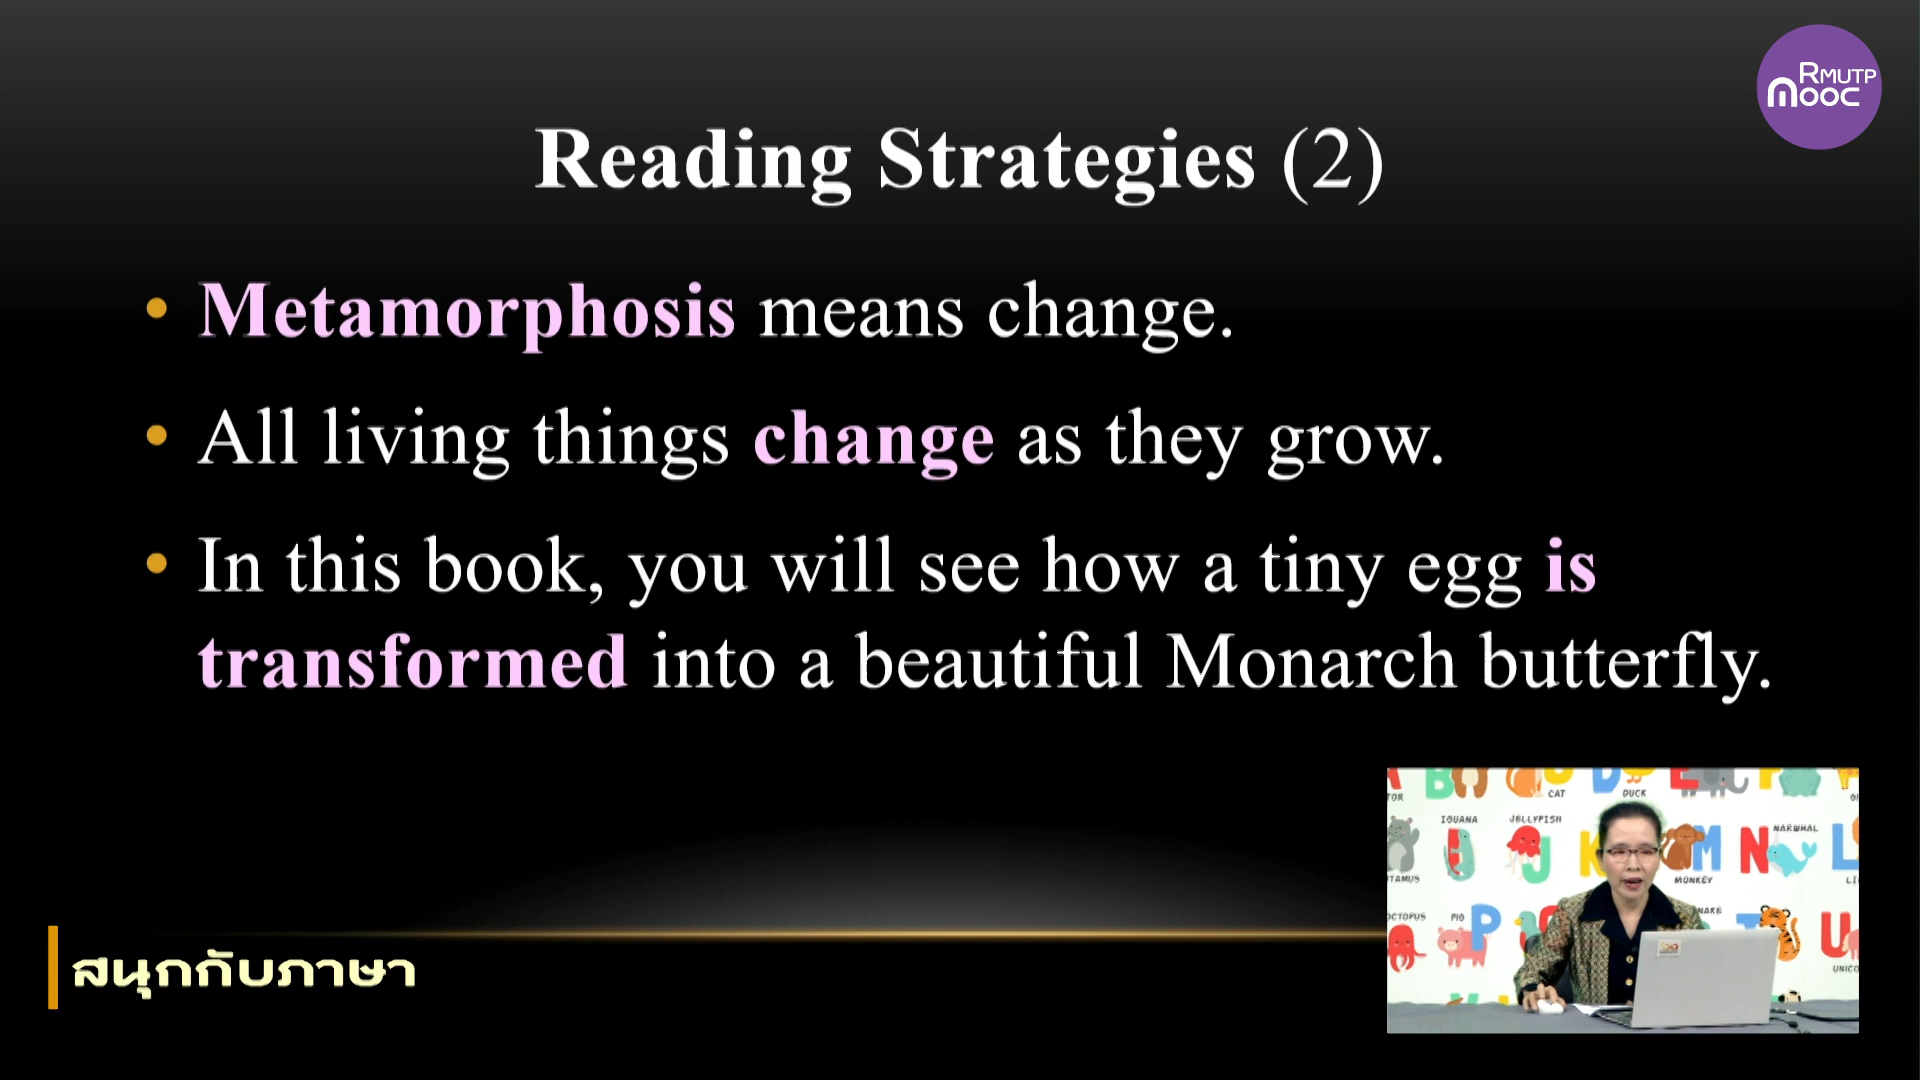 RMUTP
MOOC
Reading Strategies (2)
• Metamorphosis means change.
• All living things change as they grow.
• In this book, you will see how a tiny egg is
transformed into a beautiful Monarch butterfly.
CAT
DUCK
IGUANA
JELLYFISH
NARWHAL
MONKEY
OCTOPUS
PIG
สนุกกับภาษา